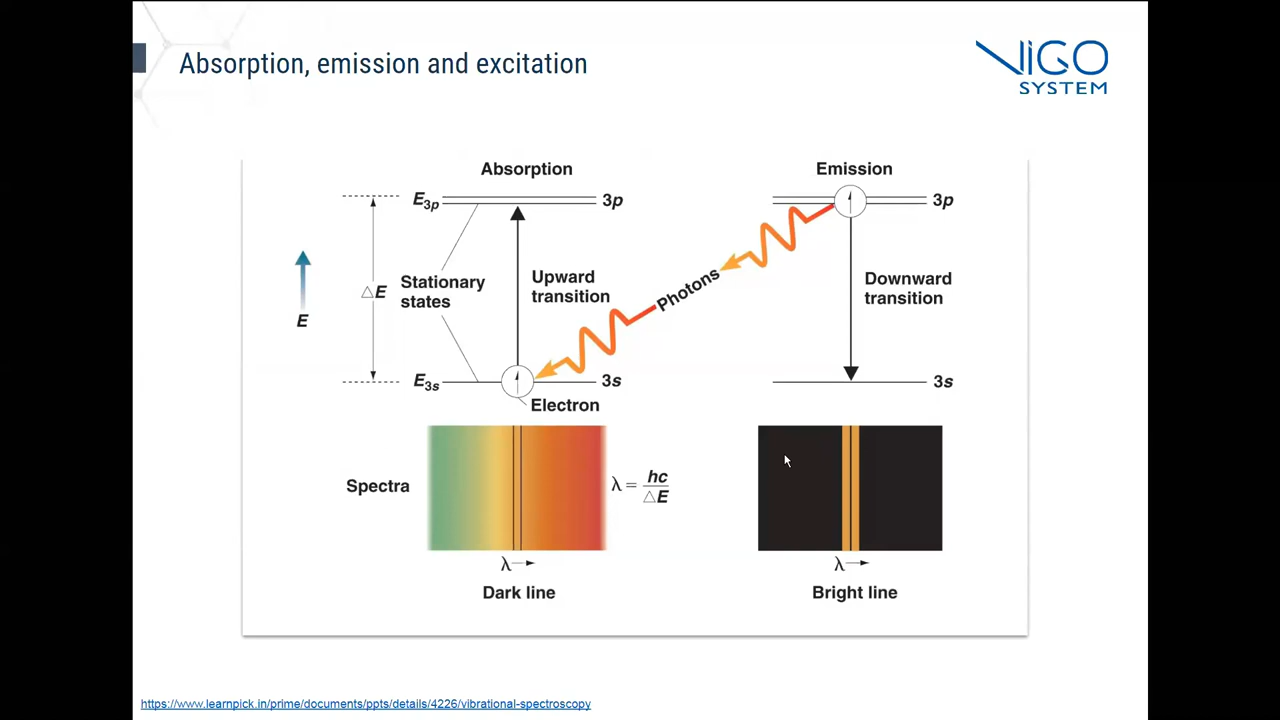 Absorption, emission and excitation
VIGO
SYSTEM
Absorption
Emission
E3p
3p
3p
△E
Stationary
states
Upward
transition
Photons
Downward
transition
E
E3s
3s
3s
Electron
Spectra
λ = hc
△E
λ
λ
Dark line
Bright line
https://www.learnpick.in/prime/documents/ppts/details/4226/vibrational-spectroscopy